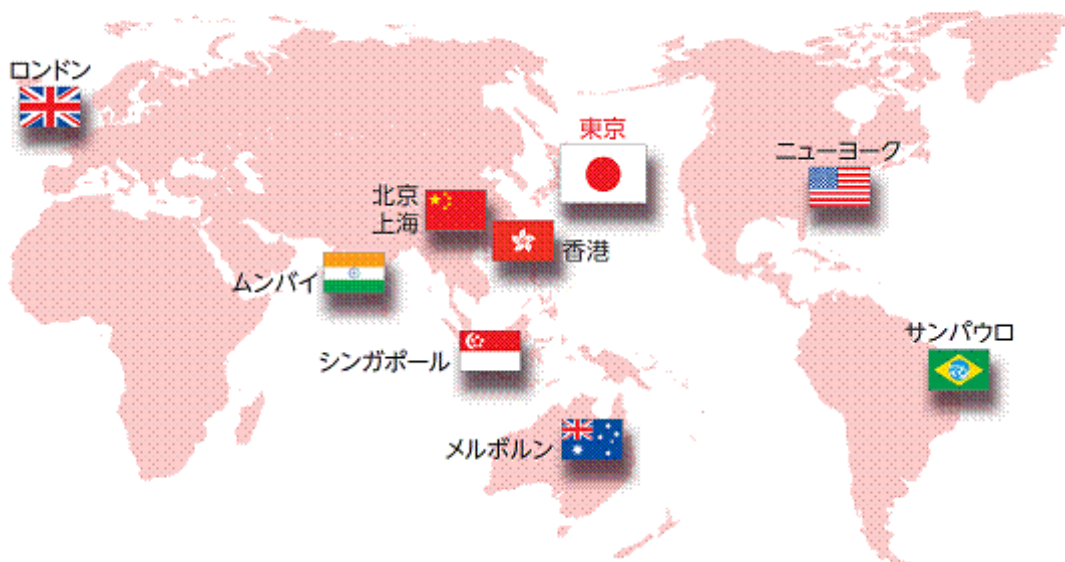 ロンドン
東京
ニューヨーク
北京
上海
香港
ムンバイ
サンパウロ
シンガポール
メルボルン